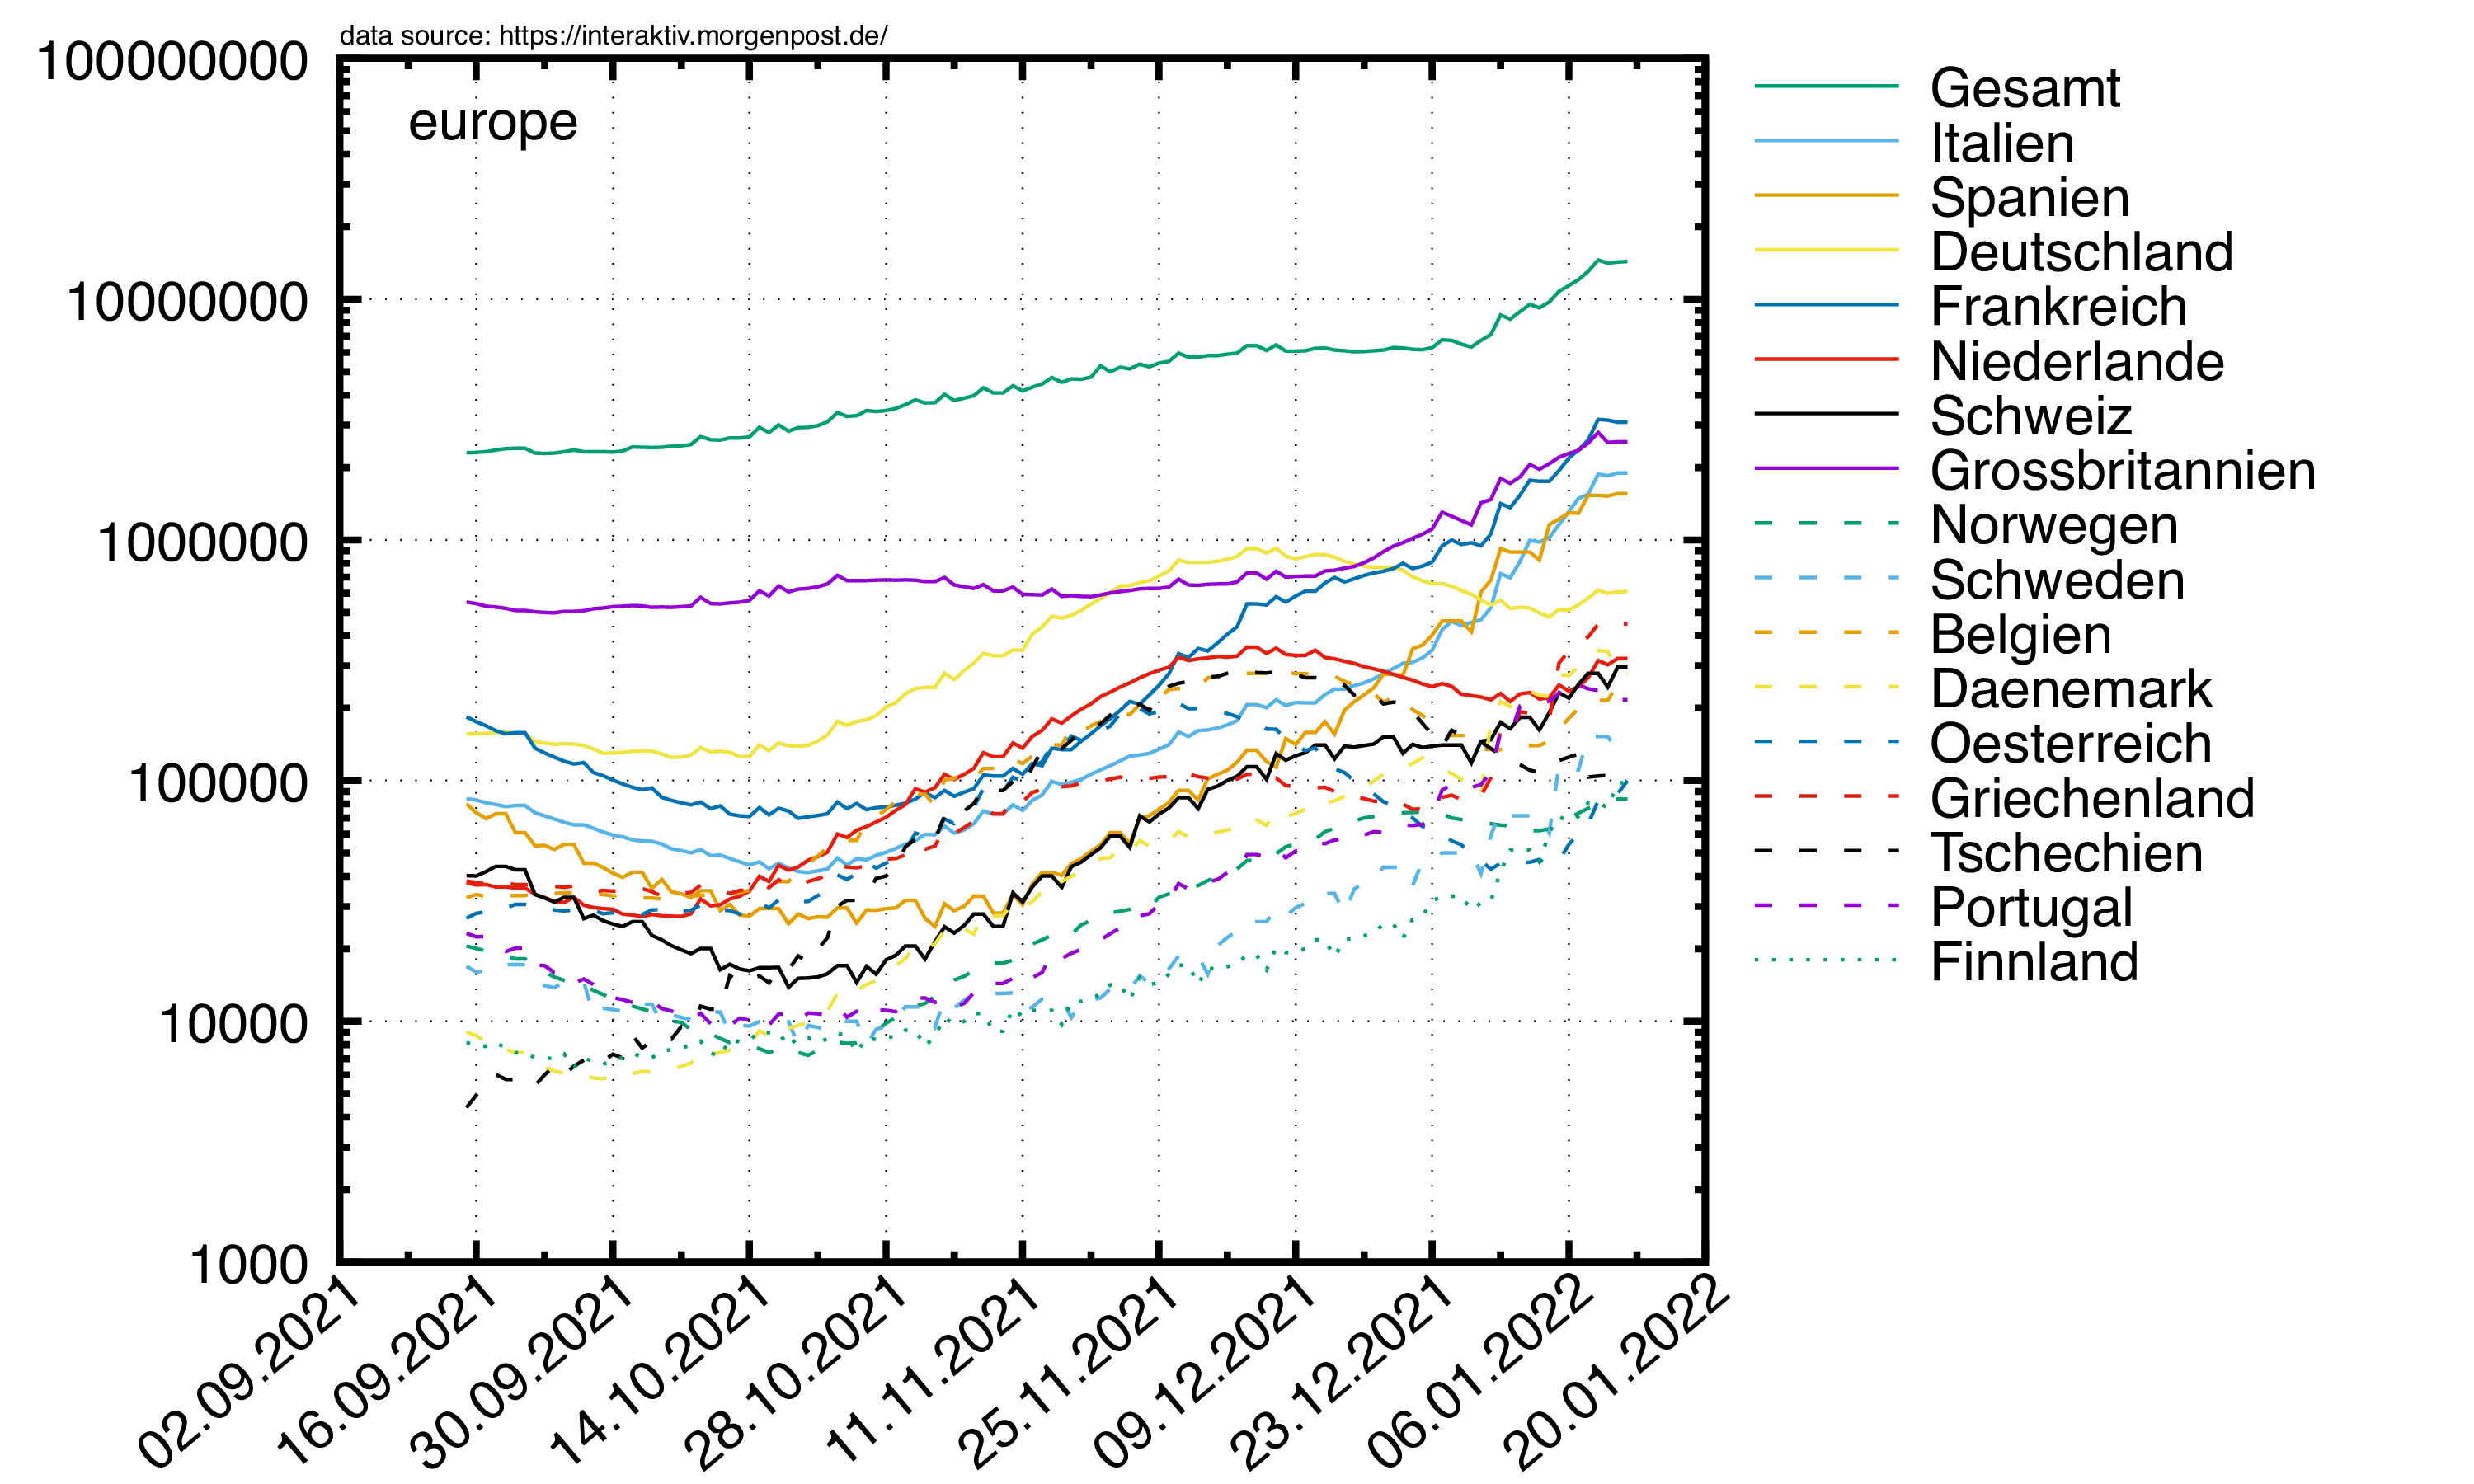 data source: https://interaktiv.morgenpost.de/
europe
100000000
10000000
1000000
100000
10000
1000
02.09.2021
16.09.2021
30.09.2021
14.10.2021
28.10.2021
11.11.2021
25.11.2021
09.12.2021
23.12.2021
06.01.2022
20.01.2022
Gesamt
Italien
Spanien
Deutschland
Frankreich
Niederlande
Schweiz
Grossbritannien
Norwegen
Schweden
Belgien
Daenemark
Oesterreich
Griechenland
Tschechien
Portugal
Finnland